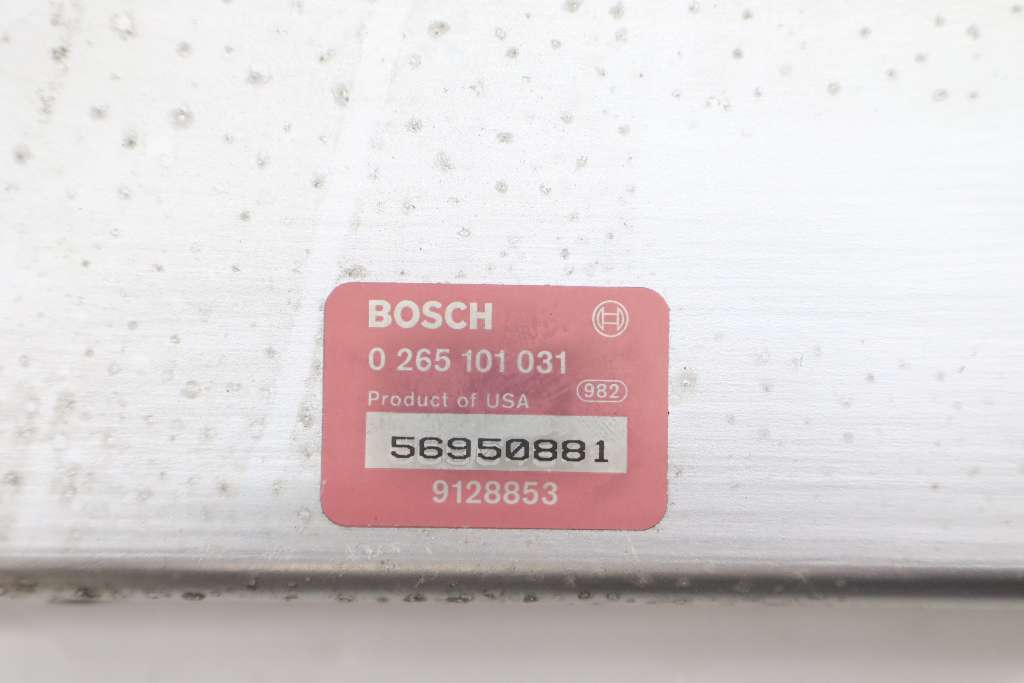 BOSCH
0 265 101 031
Product of USA 982
56950881
9128853